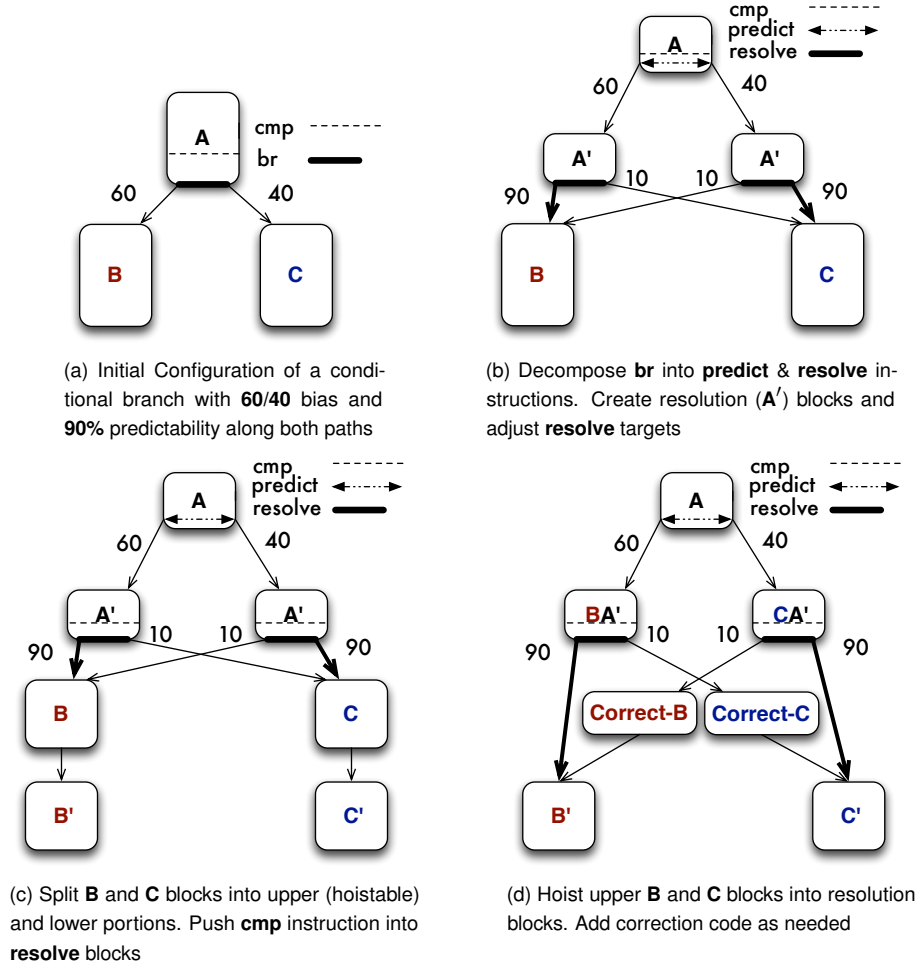 cmp
A
br
60
40
B
C
(a) Initial Configuration of a condi-
tional branch with 60/40 bias and
90% predictability along both paths
cmp
predict
resolve
A
60
40
A'
A'
90
10
10
90
B
C
(b) Decompose br into predict & resolve in-
structions. Create resolution (A′) blocks and
adjust resolve targets
cmp
predict
resolve
A
60
40
A'
A'
90
10
10
90
B
C
B'
C'
(c) Split B and C blocks into upper (hoistable)
and lower portions. Push cmp instruction into
resolve blocks
cmp
predict
resolve
A
60
40
BA'
CA'
90
10
10
90
Correct-B
Correct-C
B'
C'
(d) Hoist upper B and C blocks into resolution
blocks. Add correction code as needed